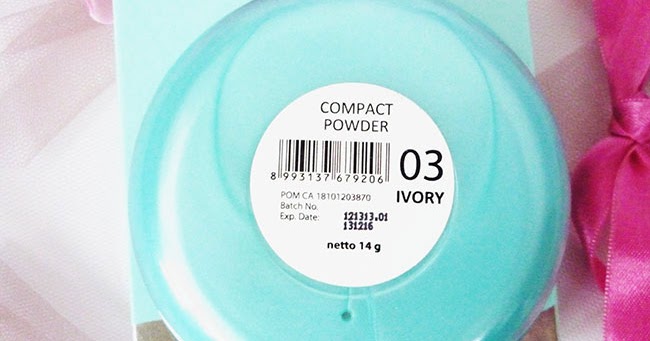 COMPACT
POWDER
8 993137 679206
03
IVORY
POM CA 18101203870
Batch No. 121313.01
Exp. Date: 131216
netto 14 g